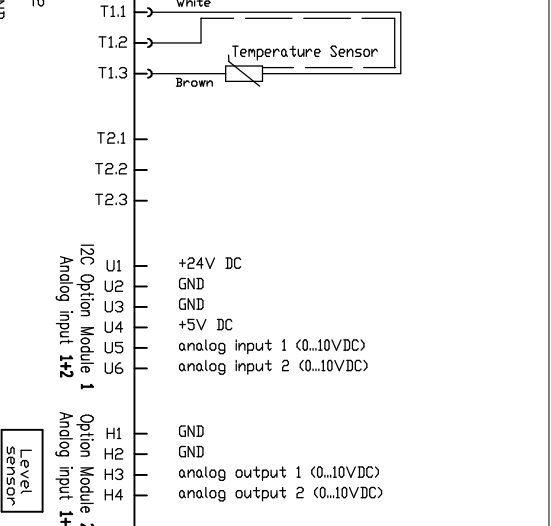 White
T1.1
T1.2
Temperature Sensor
T1.3
Brown
T2.1
T2.2
T2.3
I2C Option Module 1
Analog input 1+2
U1 +24V DC
U2 GND
U3 GND
U4 +5V DC
U5 analog input 1 (0...10VDC)
U6 analog input 2 (0...10VDC)
Option Module 2
Analog input 1+
H1 GND
H2 GND
H3 analog output 1 (0...10VDC)
H4 analog output 2 (0...10VDC)
Level
sensor